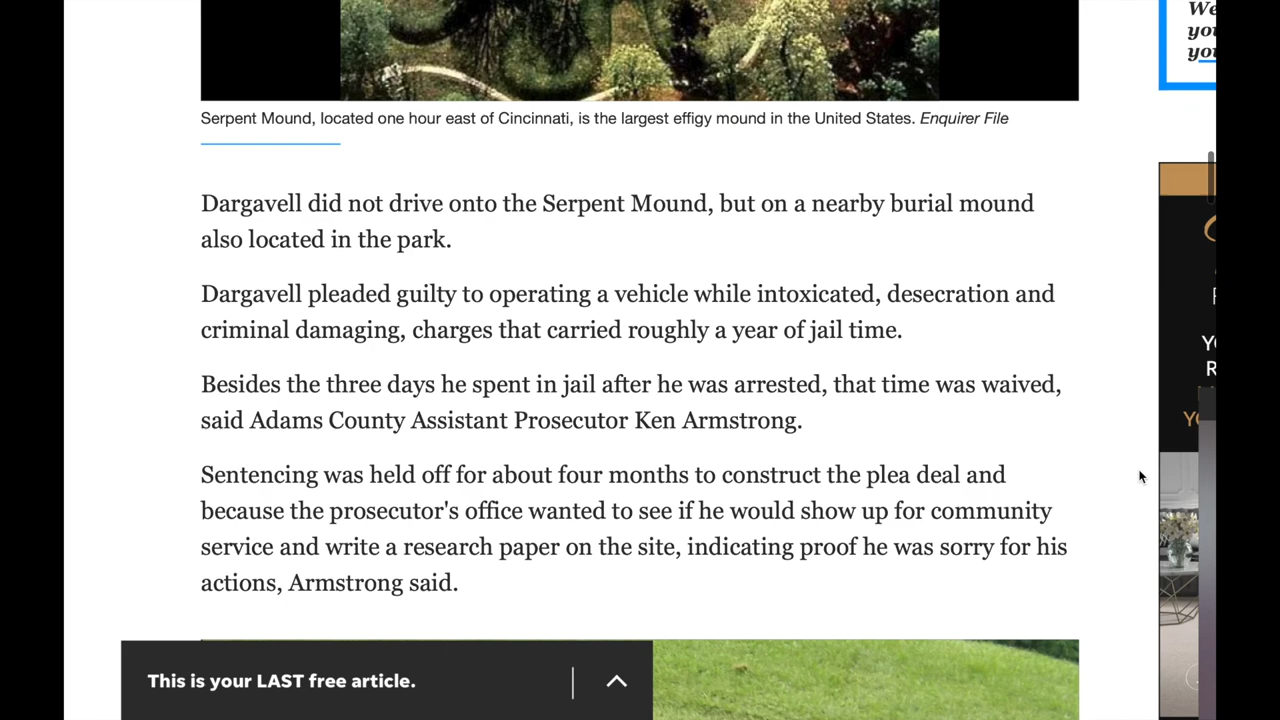 We
you
you
Serpent Mound, located one hour east of Cincinnati, is the largest effigy mound in the United States. Enquirer File
Dargavell did not drive onto the Serpent Mound, but on a nearby burial mound
also located in the park.
Dargavell pleaded guilty to operating a vehicle while intoxicated, desecration and
criminal damaging, charges that carried roughly a year of jail time.
Besides the three days he spent in jail after he was arrested, that time was waived,
said Adams County Assistant Prosecutor Ken Armstrong.
Sentencing was held off for about four months to construct the plea deal and
because the prosecutor's office wanted to see if he would show up for community
service and write a research paper on the site, indicating proof he was sorry for his
actions, Armstrong said.
This is your LAST free article.